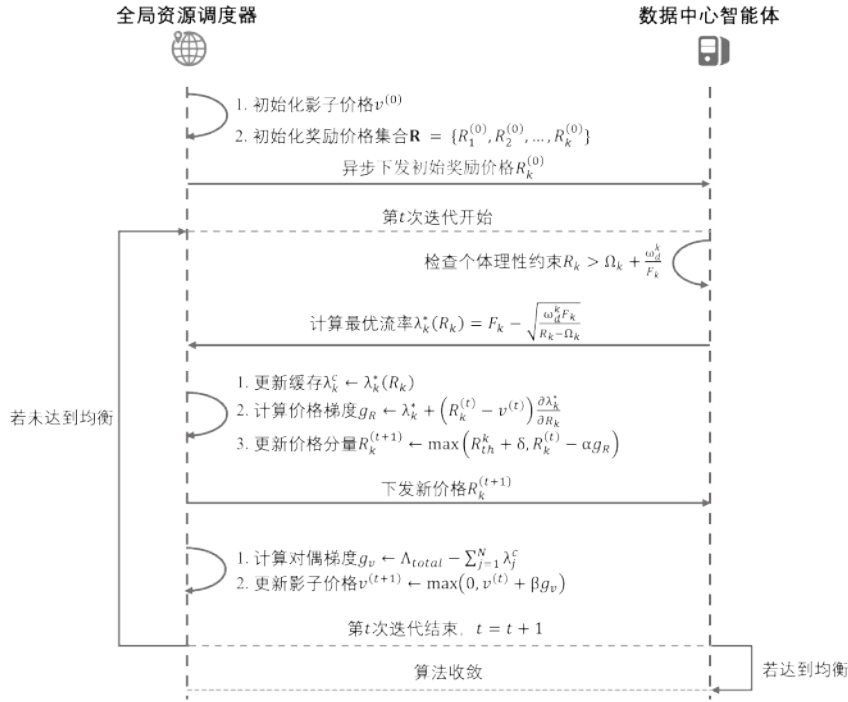 全局资源调度器
数据中心智能体
1. 初始化影子价格v^{(0)}
2. 初始化奖励价格集合R = {R_1^{(0)}, R_2^{(0)}, ..., R_k^{(0)}}
异步下发初始奖励价格R_k^{(0)}
第t次迭代开始
检查个体理性约束R_k > Ω_k + \frac{ω_d^k}{F_k}
计算最优流率λ_k^*(R_k) = F_k − \sqrt{\frac{ω_d^k F_k}{R_k−Ω_k}}
1. 更新缓存λ_k^c ← λ_k^*(R_k)
2. 计算价格梯度g_R ← λ_k^* + (R_k^{(t)} − v^{(t)}) \frac{∂λ_k^*}{∂R_k}
3. 更新价格分量R_k^{(t+1)} ← max(R_{th}^k + δ, R_k^{(t)} − αg_R)
若未达到均衡
下发新价格R_k^{(t+1)}
1. 计算对偶梯度g_v ← Λ_{total} − ∑_{j=1}^N λ_j^c
2. 更新影子价格v^{(t+1)} ← max(0, v^{(t)} + βg_v)
第t次迭代结束，t = t + 1
算法收敛
若达到均衡